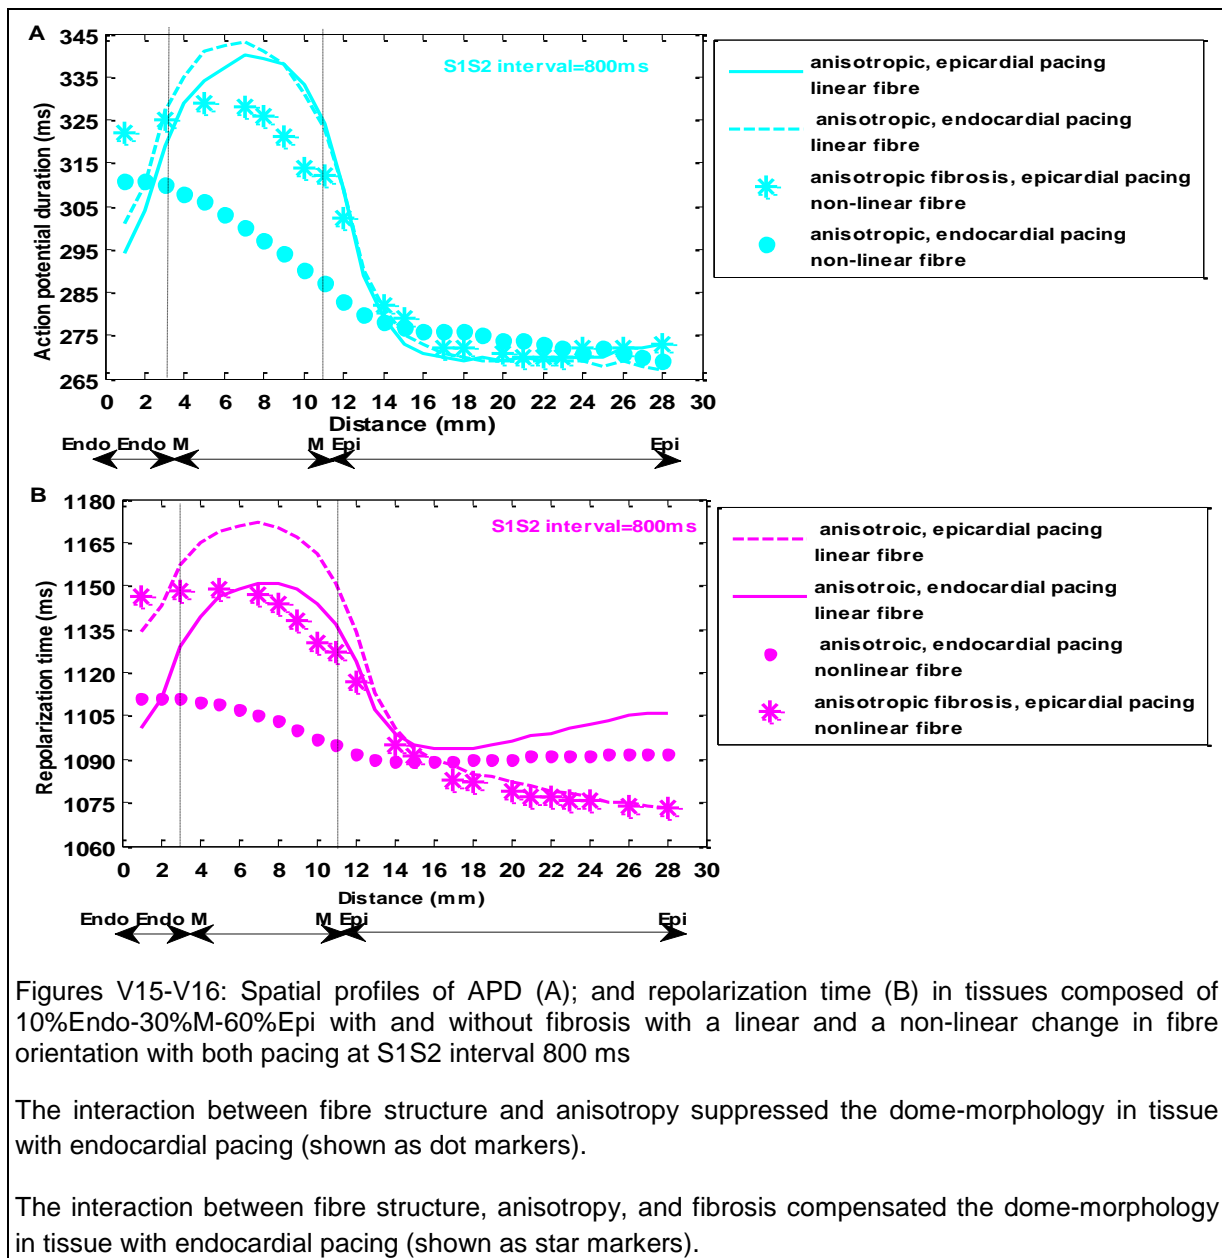 A
345
335
325
315
305
295
285
275
265
Action potential duration (ms)
S1S2 interval=800ms
0 2 4 6 8 10 12 14 16 18 20 22 24 26 28 30
Distance (mm)
Endo Endo M M Epi Epi
anisotropic, epicardial pacing
linear fibre
anisotropic, endocardial pacing
linear fibre
anisotropic fibrosis, epicardial pacing
non-linear fibre
anisotropic, endocardial pacing
non-linear fibre
B
1180
1165
1150
1135
1120
1105
1090
1075
1060
Repolarization time (ms)
S1S2 interval=800ms
0 2 4 6 8 10 12 14 16 18 20 22 24 26 28 30
Distance (mm)
Endo Endo M M Epi Epi
anisotroic, epicardial pacing
linear fibre
anisotroic, endocardial pacing
linear fibre
anisotroic, endocardial pacing
nonlinear fibre
anisotropic fibrosis, epicardial pacing
nonlinear fibre
Figures V15-V16: Spatial profiles of APD (A); and repolarization time (B) in tissues composed of
10%Endo-30%M-60%Epi with and without fibrosis with a linear and a non-linear change in fibre
orientation with both pacing at S1S2 interval 800 ms
The interaction between fibre structure and anisotropy suppressed the dome-morphology in tissue
with endocardial pacing (shown as dot markers).
The interaction between fibre structure, anisotropy, and fibrosis compensated the dome-morphology
in tissue with endocardial pacing (shown as star markers).